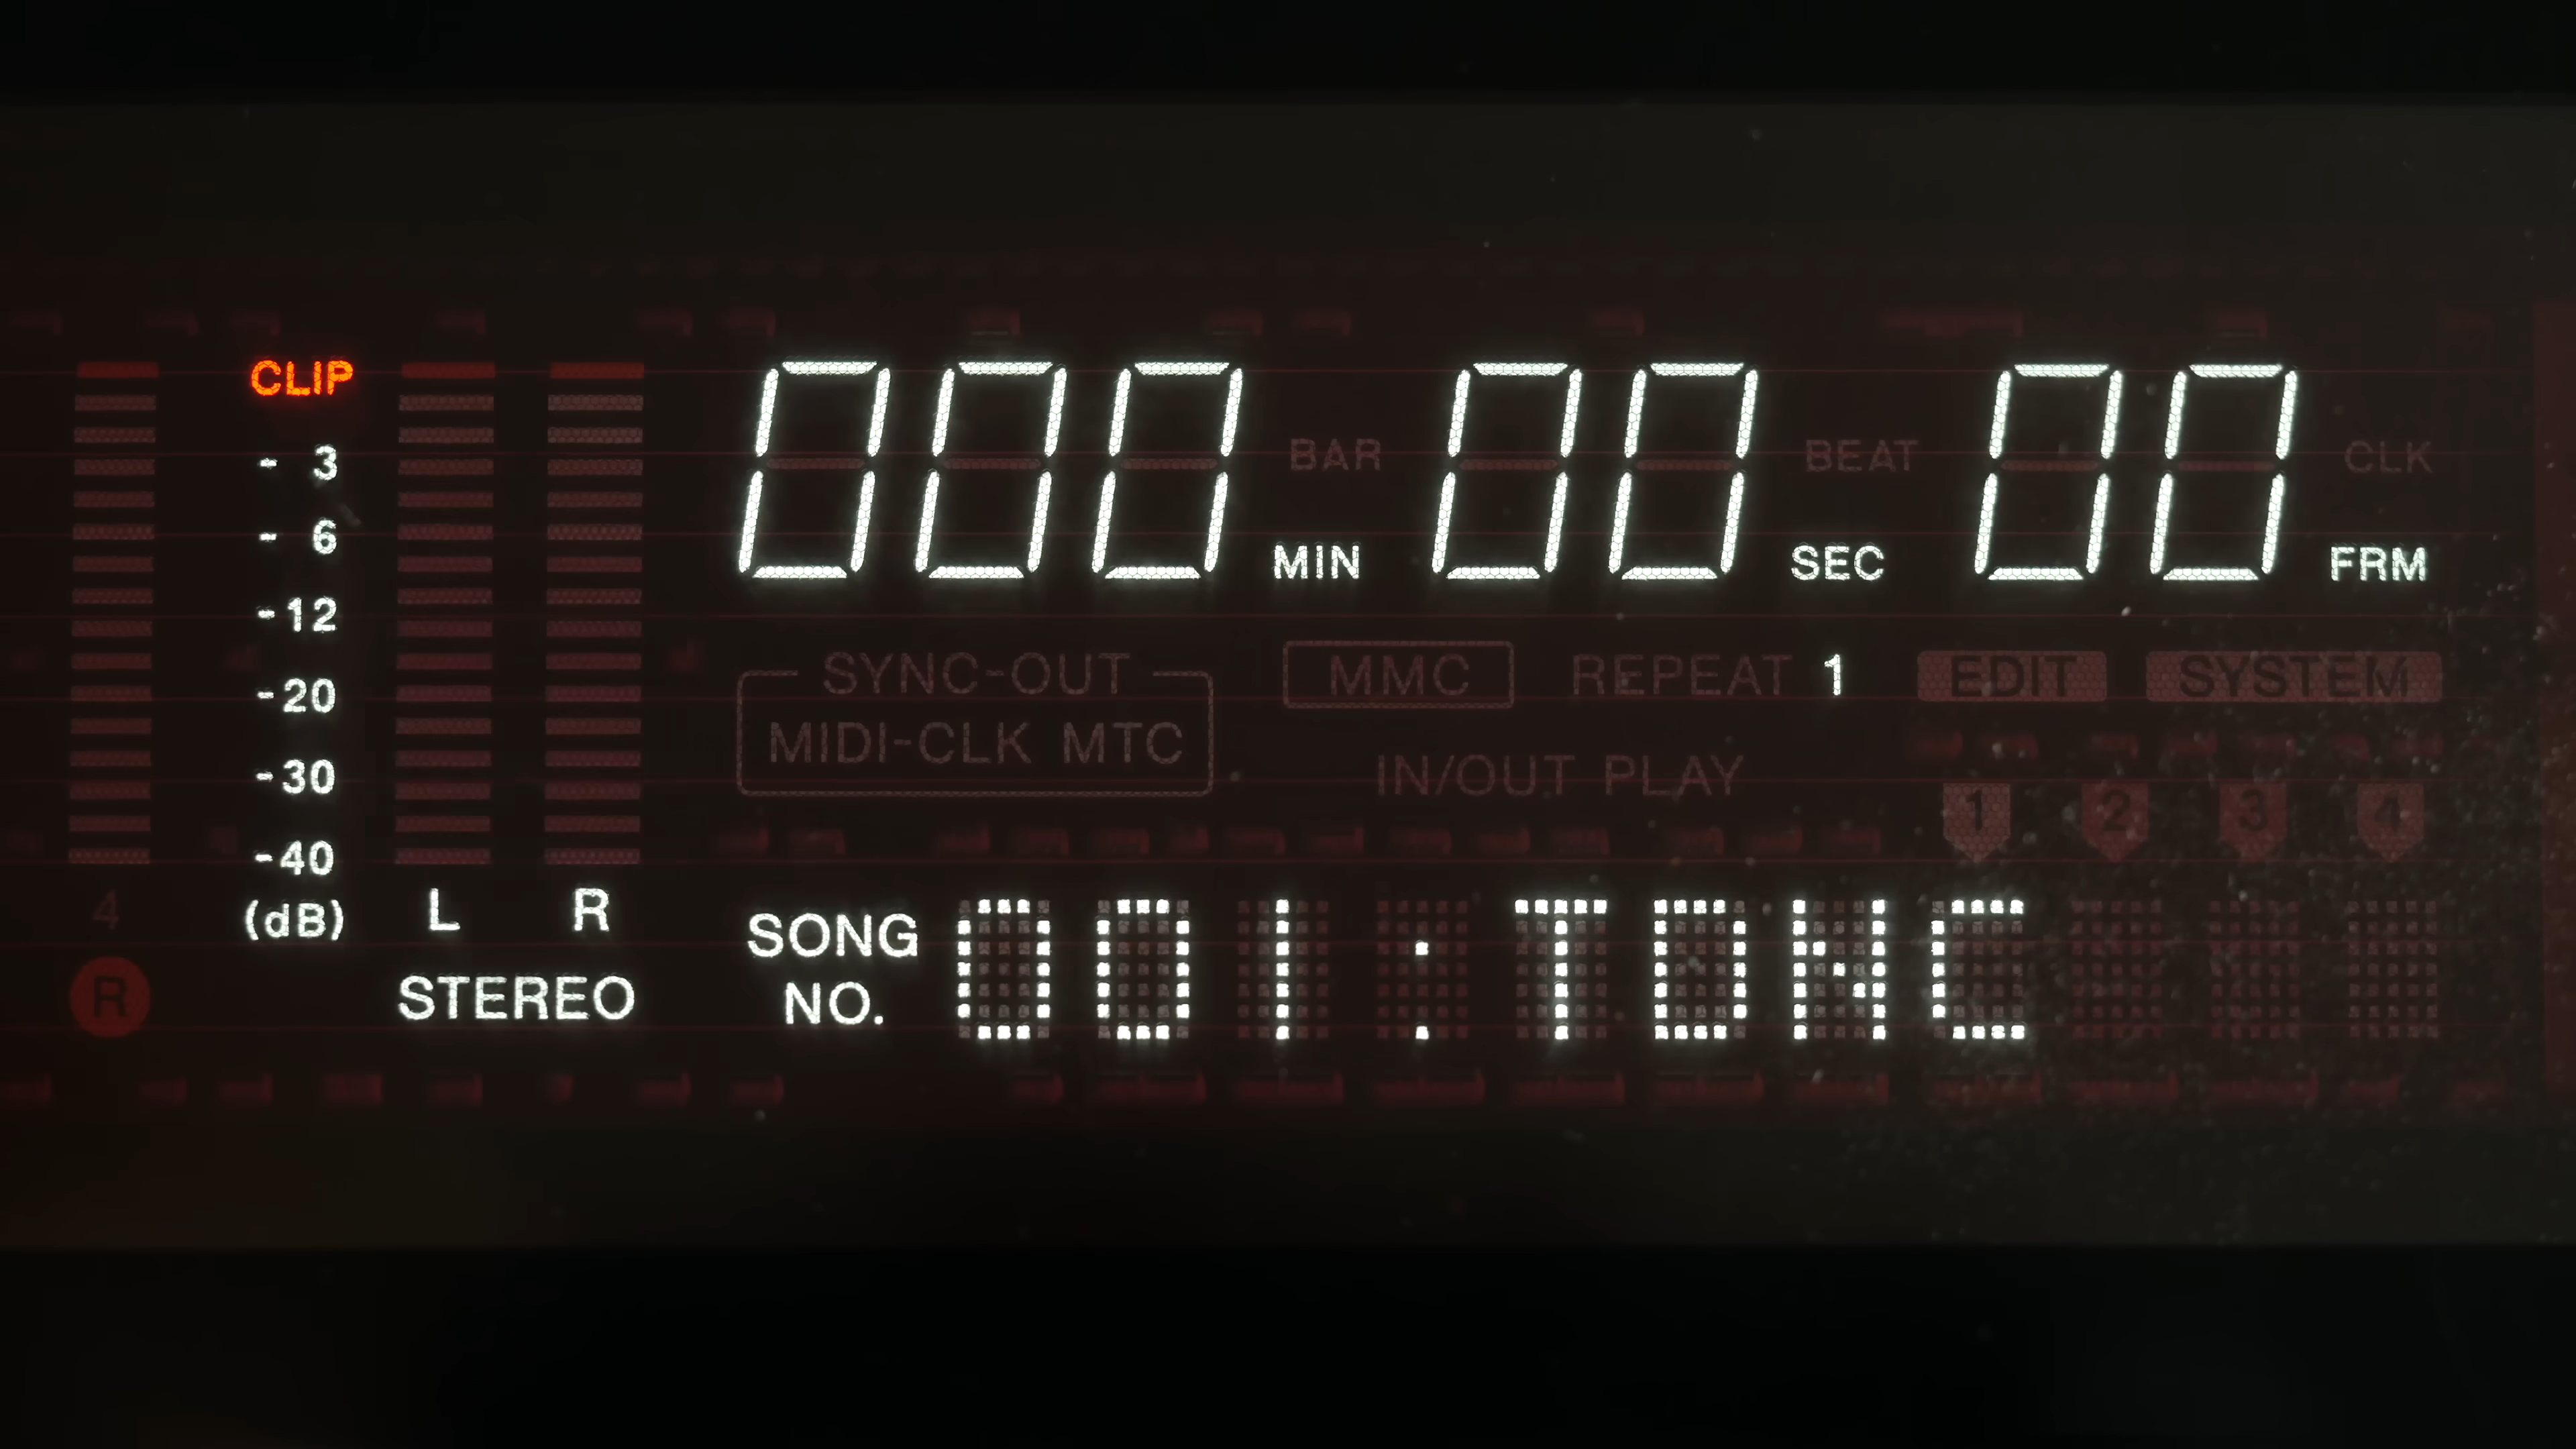 CLIP
- 3
- 6
-12
-20
-30
-40
(dB)
4
R
L R
STEREO
000 BAR MIN 00 BEAT SEC 00 CLK FRM
SYNC-OUT
MIDI-CLK MTC
MMC REPEAT 1 EDIT SYSTEM
IN/OUT PLAY
1 2 3 4
SONG NO. 001:TONC